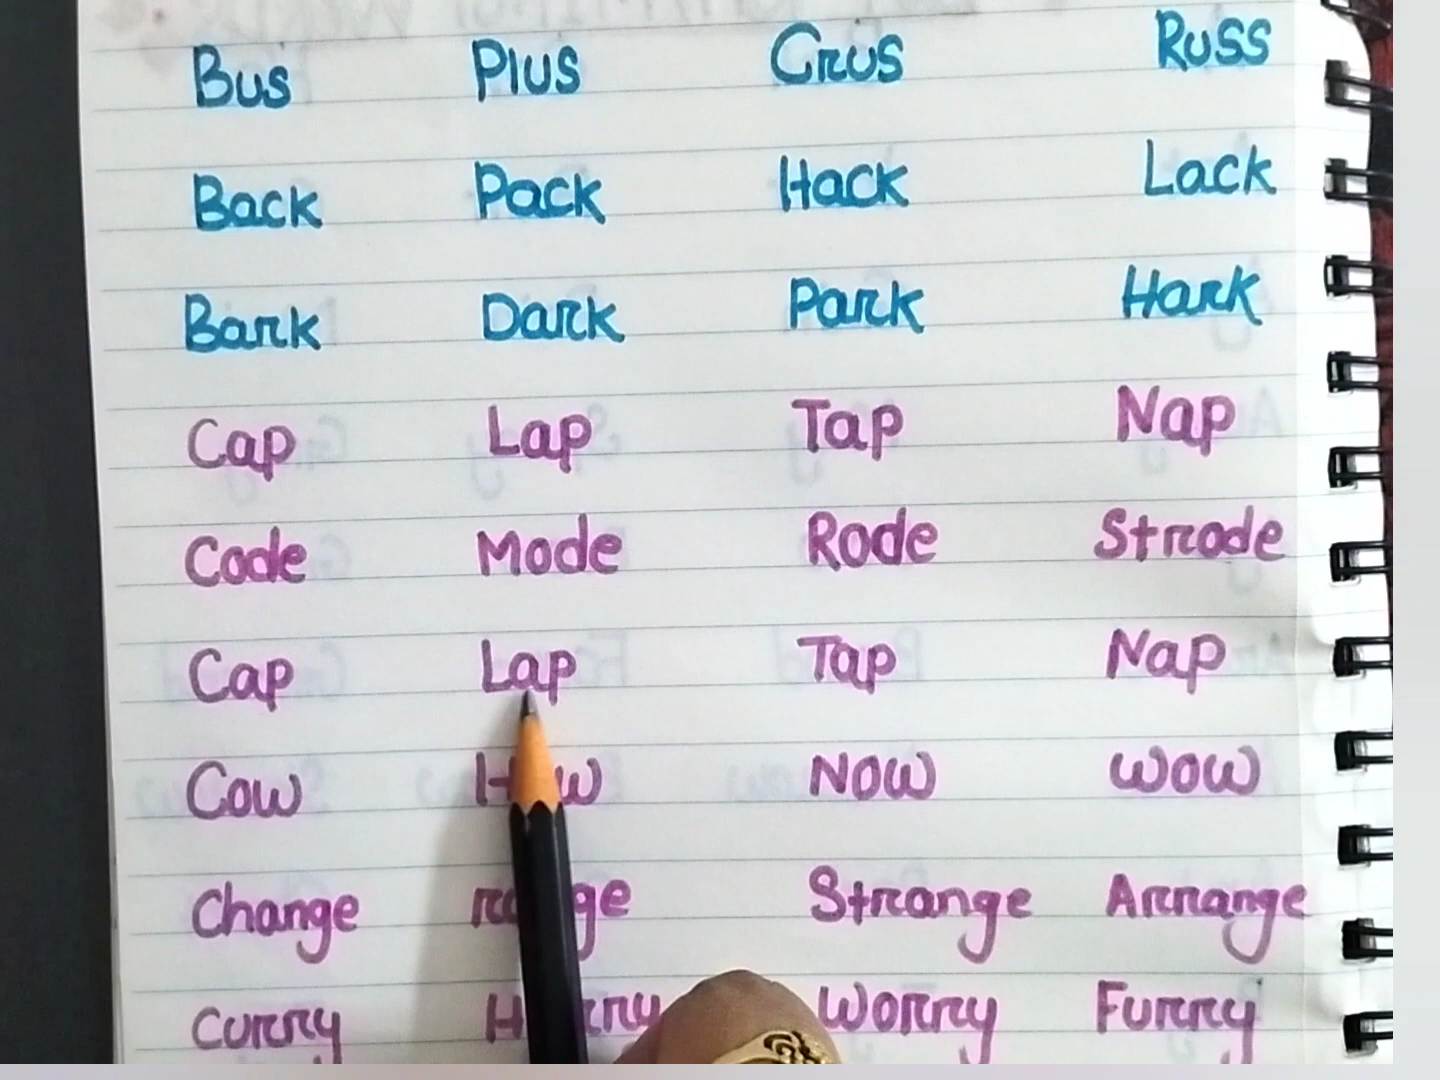 Bus Plus Crus Russ
Back Pack Hack Lack
Bark Dark Park Hark
Cap Lap Tap Nap
Code Mode Rode Strode
Cap Lap Tap Nap
Cow Now Wow
Change Strange Arrange
Curry Worry Furry